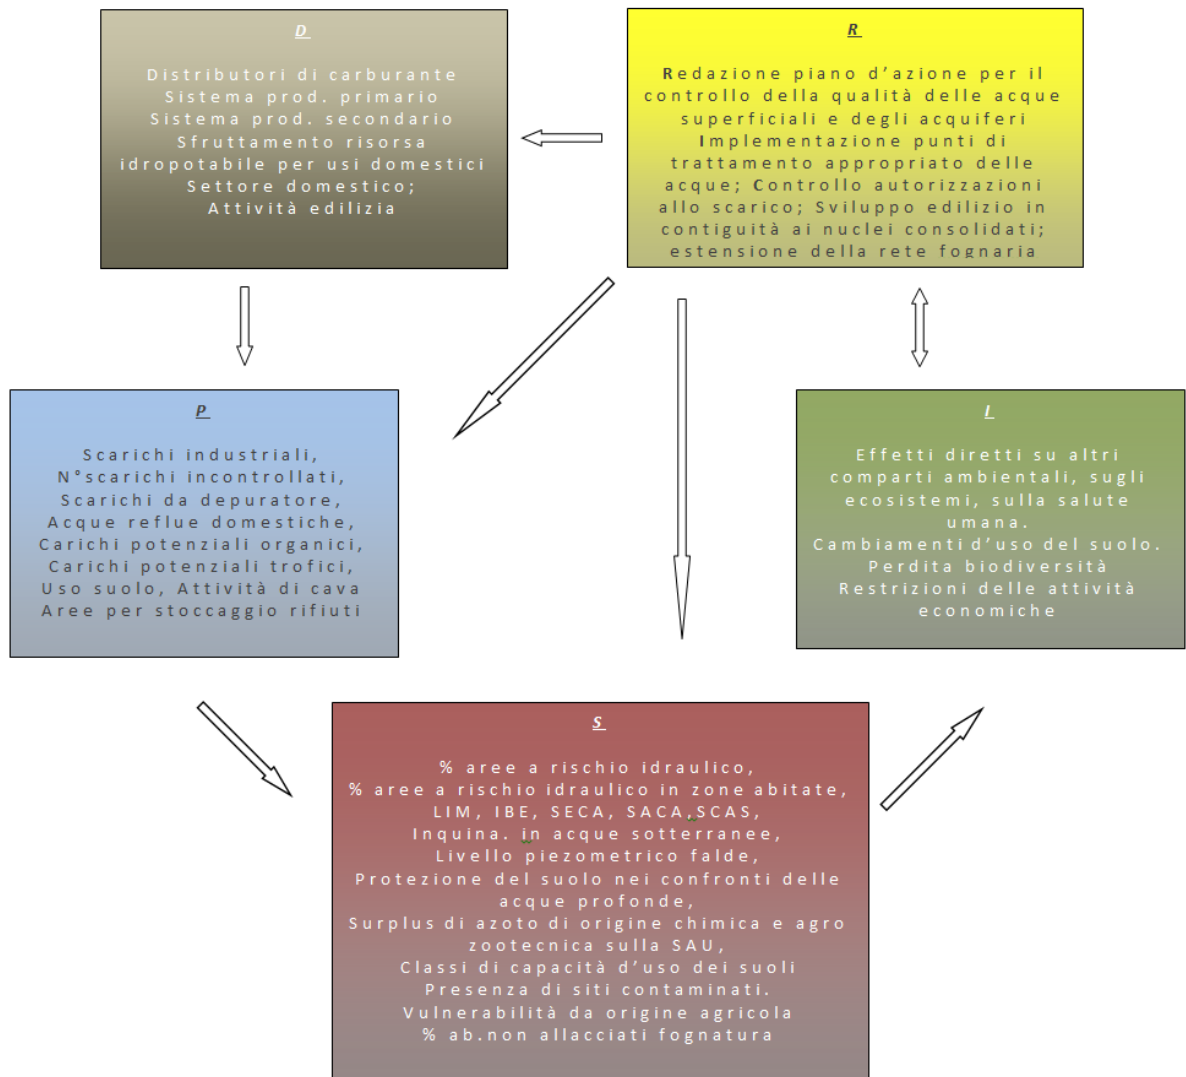 D
Distributori di carburante
Sistema prod. primario
Sistema prod. secondario
Sfruttamento risorsa
idropotabile per usi domestici
Settore domestico;
Attività edilizia
R
Redazione piano d’azione per il
controllo della qualità delle acque
superficiali e degli acquiferi
Implementazione punti di
trattamento appropriato delle
acque; Controllo autorizzazioni
allo scarico; Sviluppo edilizio in
contiguità ai nuclei consolidati;
estensione della rete fognaria
P
Scarichi industriali,
N°scarichi incontrollati,
Scarichi da depuratore,
Acque reflue domestiche,
Carichi potenziali organici,
Carichi potenziali trofici,
Uso suolo, Attività di cava
Aree per stoccaggio rifiuti
I
Effetti diretti su altri
comparti ambientali, sugli
ecosistemi, sulla salute
umana.
Cambiamenti d’uso del suolo.
Perdita biodiversità
Restrizioni delle attività
economiche
S
% aree a rischio idraulico,
% aree a rischio idraulico in zone abitate,
LIM, IBE, SECA, SACA,SCAS,
Inquina. in acque sotterranee,
Livello piezometrico falde,
Protezione del suolo nei confronti delle
acque profonde,
Surplus di azoto di origine chimica e agro
zootecnica sulla SAU,
Classi di capacità d’uso dei suoli
Presenza di siti contaminati.
Vulnerabilità da origine agricola
% ab.non allacciati fognatura